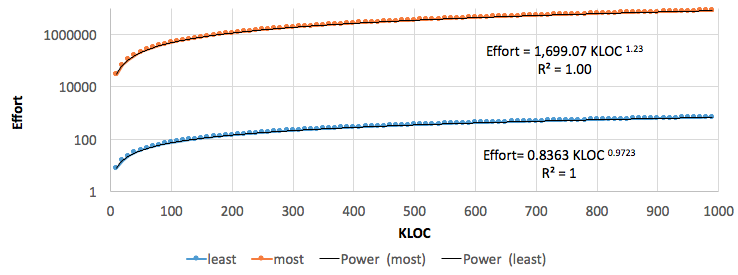 1000000
10000
100
1
Effort
Effort = 1,699.07 KLOC 1.23
R² = 1.00
Effort= 0.8363 KLOC 0.9723
R² = 1
0 100 200 300 400 500 600 700 800 900 1000
KLOC
least most Power (most) Power (least)